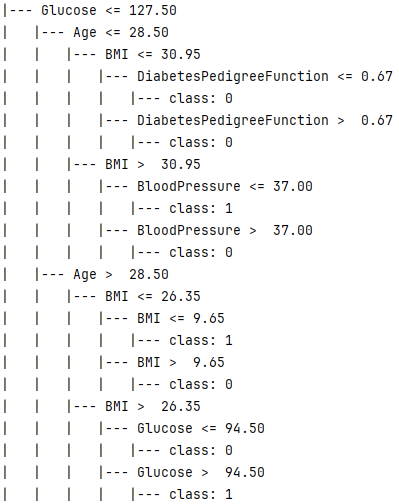 |--- Glucose <= 127.50
|   |--- Age <= 28.50
|   |   |--- BMI <= 30.95
|   |   |   |--- DiabetesPedigreeFunction <= 0.67
|   |   |   |   |--- class: 0
|   |   |   |--- DiabetesPedigreeFunction >  0.67
|   |   |   |   |--- class: 0
|   |   |--- BMI >  30.95
|   |   |   |--- BloodPressure <= 37.00
|   |   |   |   |--- class: 1
|   |   |   |--- BloodPressure >  37.00
|   |   |   |   |--- class: 0
|   |--- Age >  28.50
|   |   |--- BMI <= 26.35
|   |   |   |--- BMI <= 9.65
|   |   |   |   |--- class: 1
|   |   |   |--- BMI >  9.65
|   |   |   |   |--- class: 0
|   |   |--- BMI >  26.35
|   |   |   |--- Glucose <= 94.50
|   |   |   |   |--- class: 0
|   |   |   |--- Glucose >  94.50
|   |   |   |   |--- class: 1